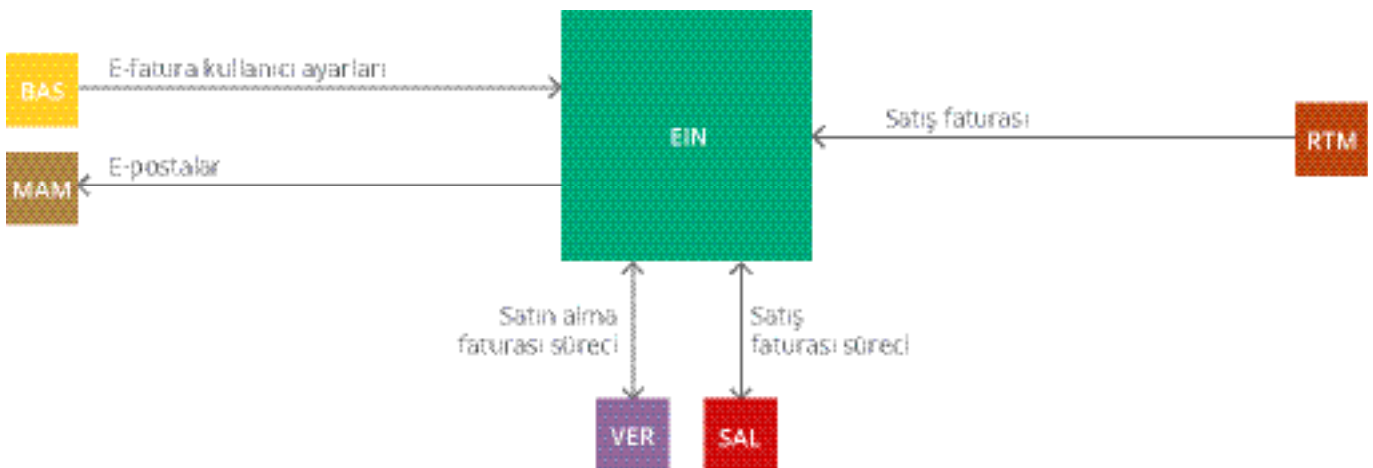 E-fatura kullanıcı ayarları
BAS
EIN
Satış faturası
RTM
E-postalar
MAM
Satın alma
faturası süreci
Satış
faturası süreci
VER
SAL